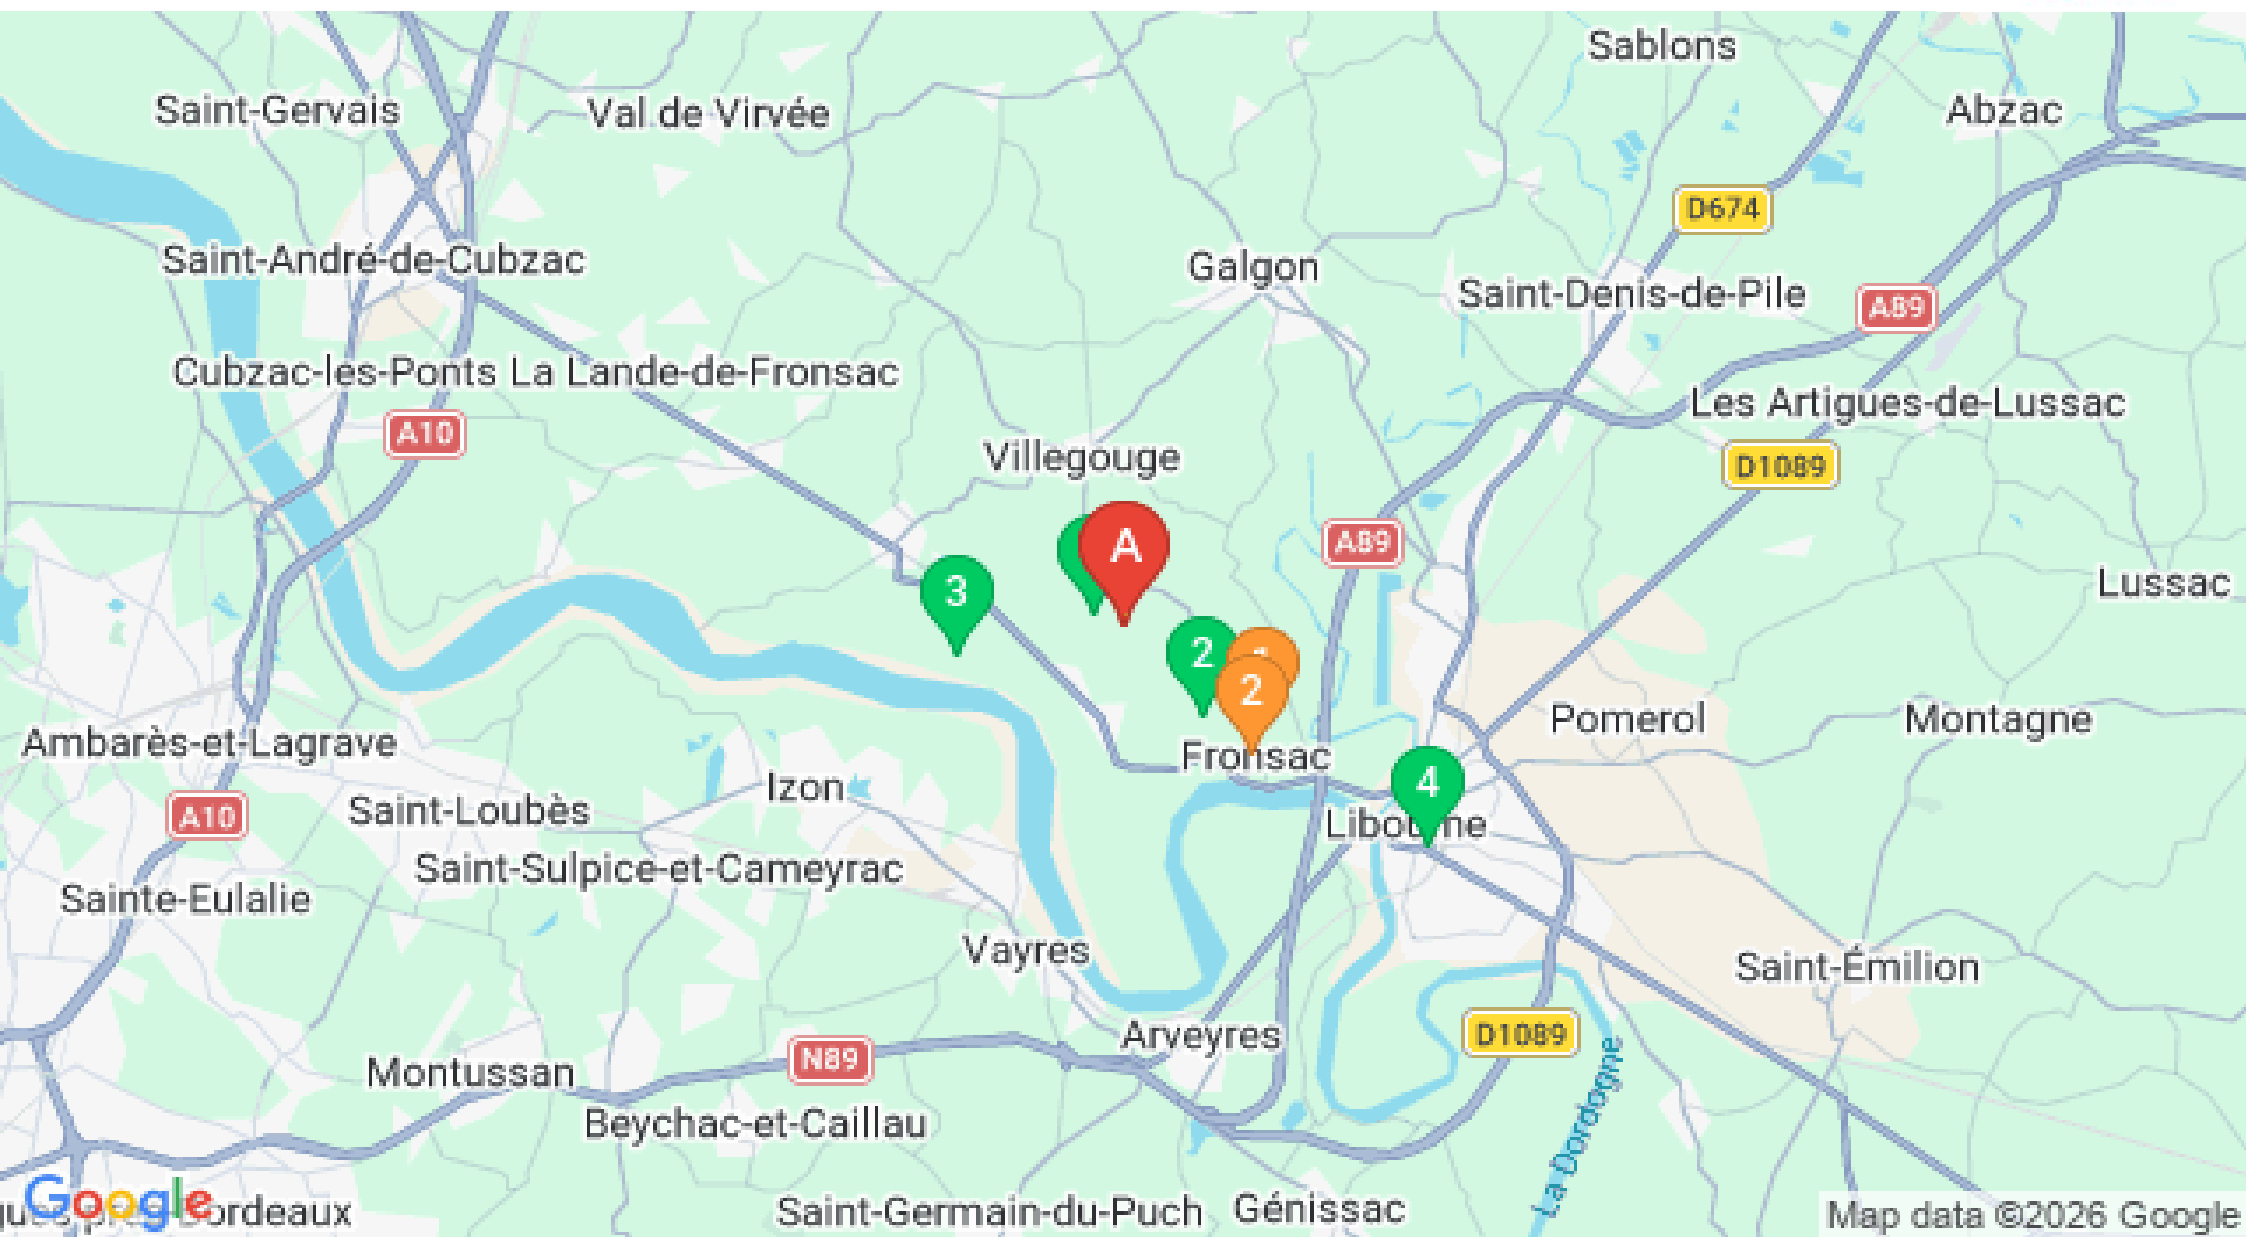 Sablons
Saint-Gervais
Val de Virvée
Abzac
D674
Saint-André-de-Cubzac
Galgon
Saint-Denis-de-Pile
A89
Cubzac-les-Ponts
La Lande-de-Fronsac
Les Artigues-de-Lussac
A10
Villegouge
D1089
A
A89
3
Lussac
2
2
Pomerol
Montagne
Ambarès-et-Lagrave
Fronsac
4
Izon
A10
Saint-Loubès
Libourne
Saint-Sulpice-et-Cameyrac
Sainte-Eulalie
Vayres
Saint-Émilion
Arveyres
D1089
N89
Montussan
La Dordogne
Beychac-et-Caillau
Google
ordeaux
Saint-Germain-du-Puch
Génissac
Map data ©2026 Google